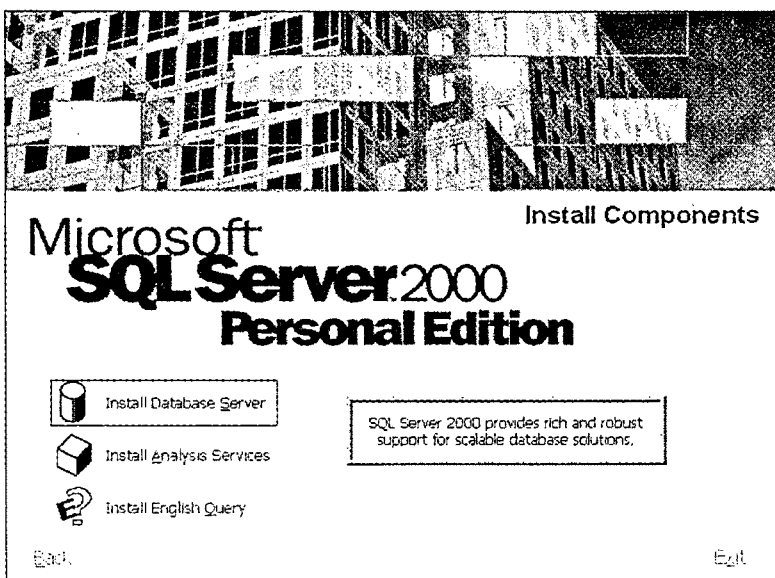 Install Components
Microsoft
SQL Server 2000
Personal Edition
Install Database Server
SQL Server 2000 provides rich and robust
support for scalable database solutions.
Install Analysis Services
Install English Query
Back
Exit